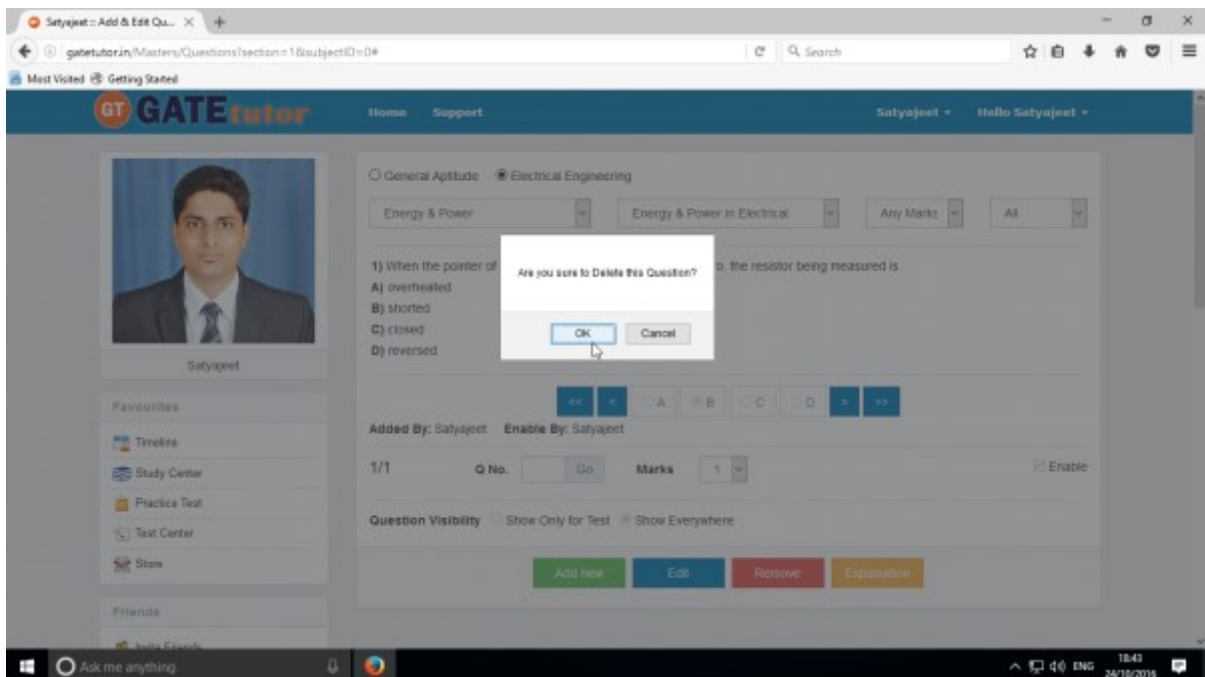 Satyajeet :: Add & Edit Qu...
gatetutor.in/Masters/Questions?section=1&subjectID=0#
Search
Most Visited Getting Started
GT GATEtutor Home Support Satyajeet Hello Satyajeet
General Aptitude Electrical Engineering
Energy & Power Energy & Power in Electrical Any Marks All
1) When the pointer of o, the resistor being measured is
A) overheated
B) shorted
C) closed
D) reversed
Are you sure to Delete this Question?
OK Cancel
Satyajeet
<< < A B C D > >>
Added By: Satyajeet Enable By: Satyajeet
1/1 Q No. Go Marks 1 Enable
Question Visibility Show Only for Test Show Everywhere
Add New Edit Remove Explanation
Favourites
Timeline
Study Center
Practice Test
Test Center
Store
Friends
Invite Friends
Ask me anything
ENG 18:43
24/10/2016